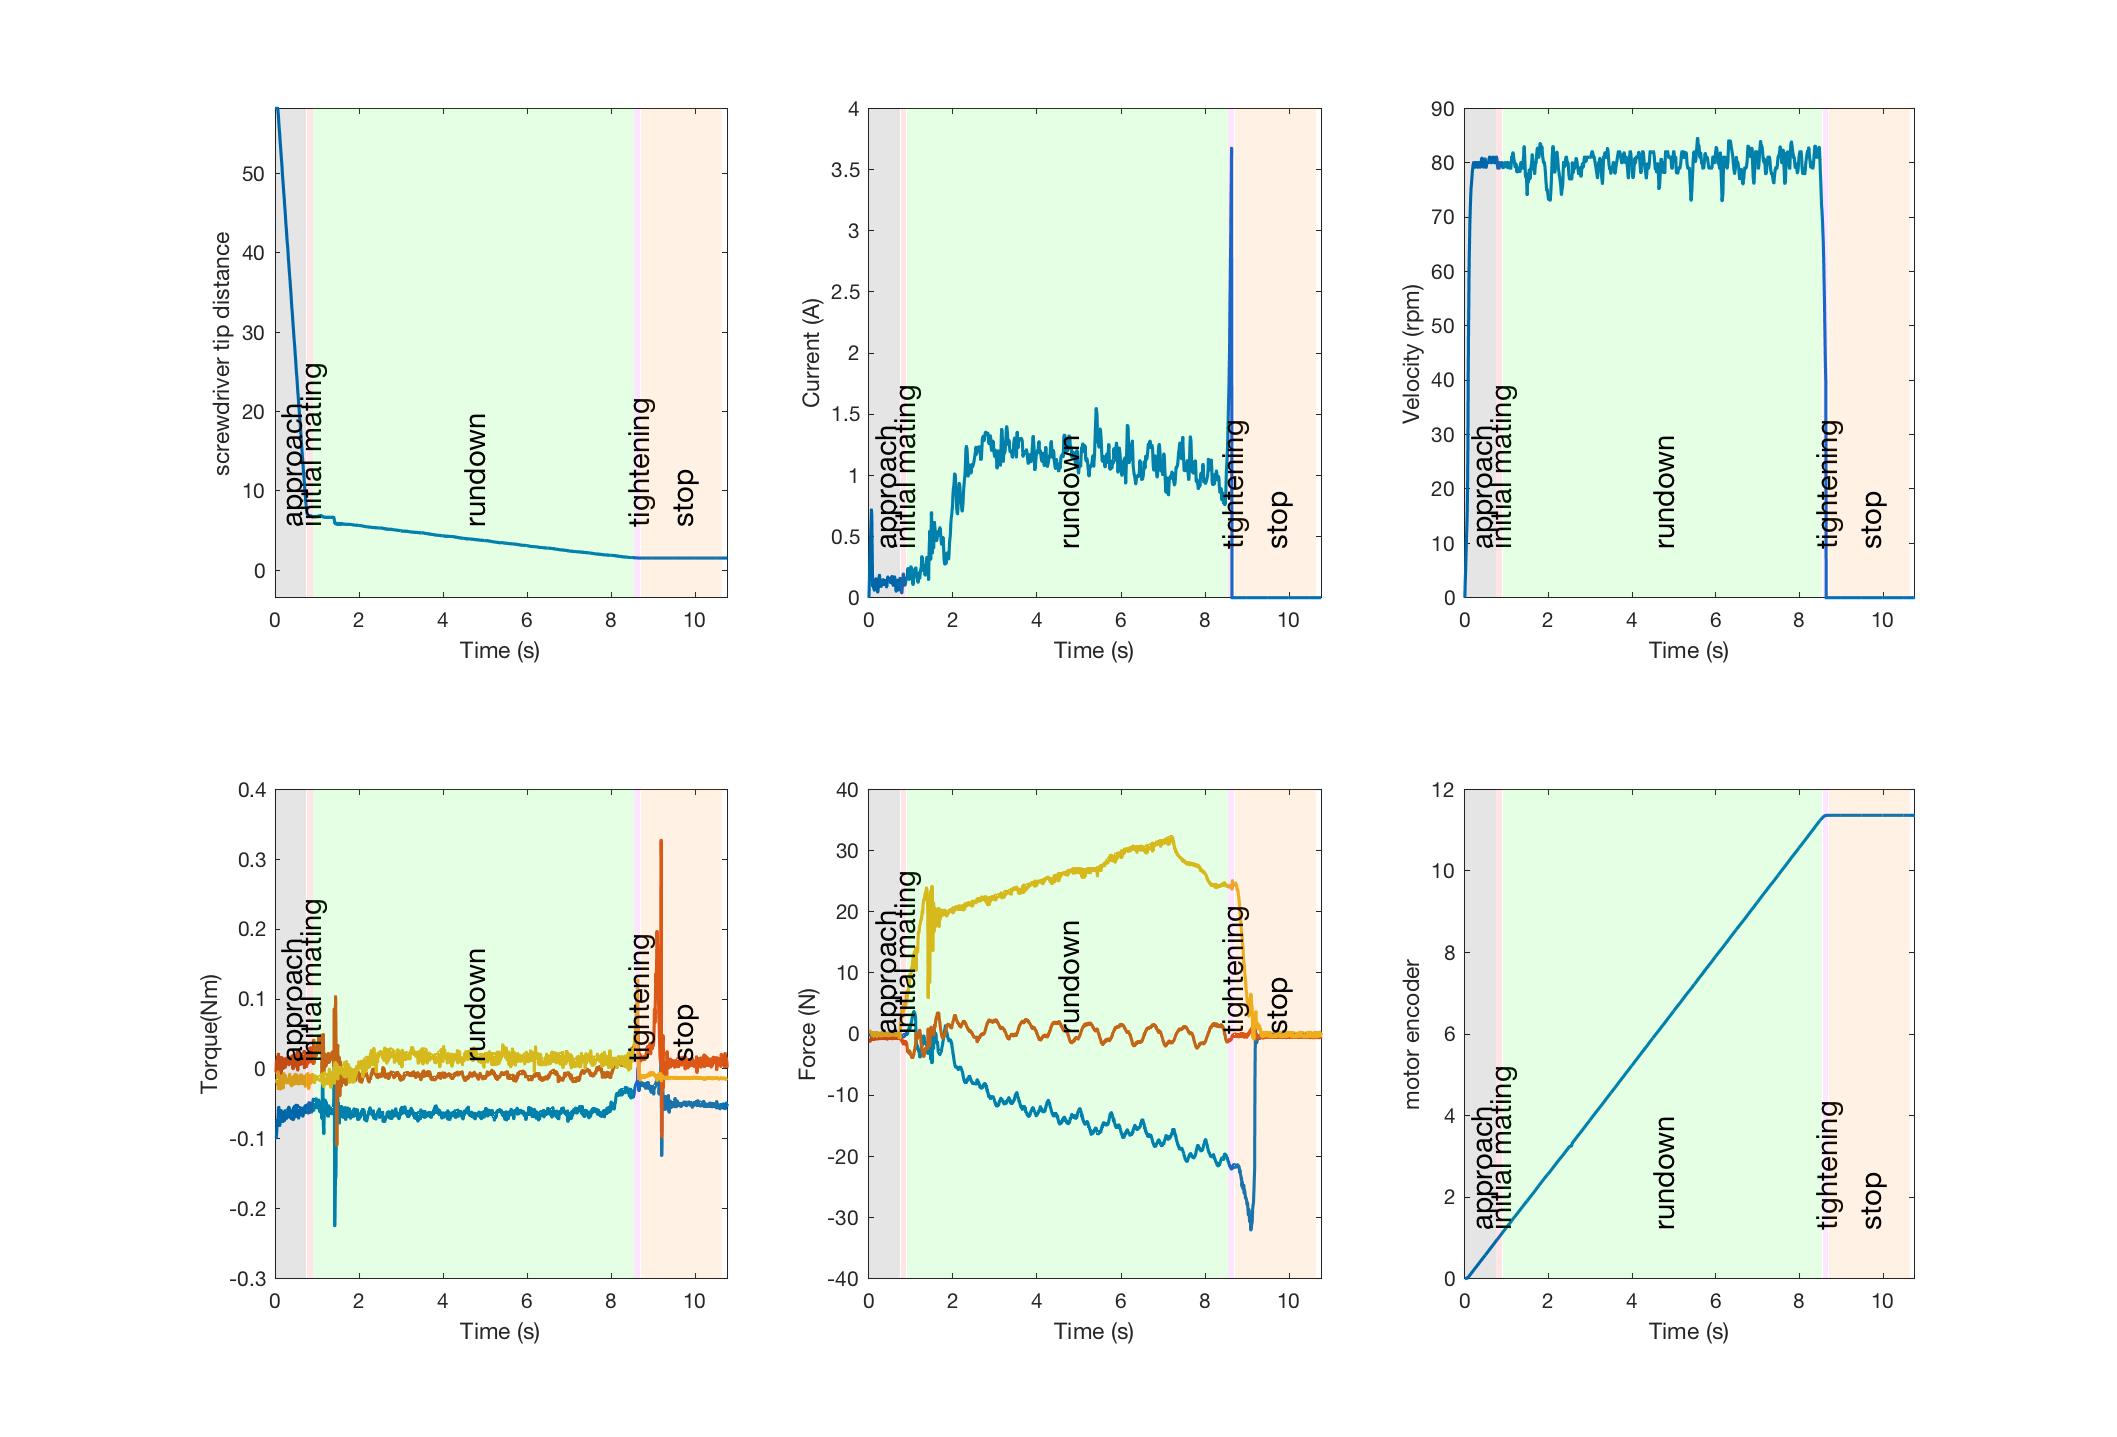 screwdriver tip distance
50
40
30
20
10
0
approach
initial mating
rundown
tightening
stop
0 2 4 6 8 10
Time (s)
Current (A)
4
3.5
3
2.5
2
1.5
1
0.5
0
approach
initial mating
rundown
tightening
stop
0 2 4 6 8 10
Time (s)
Velocity (rpm)
90
80
70
60
50
40
30
20
10
0
approach
initial mating
rundown
tightening
stop
0 2 4 6 8 10
Time (s)
Torque(Nm)
0.4
0.3
0.2
0.1
0
-0.1
-0.2
-0.3
approach
initial mating
rundown
tightening
stop
0 2 4 6 8 10
Time (s)
Force (N)
40
30
20
10
0
-10
-20
-30
-40
approach
initial mating
rundown
tightening
stop
0 2 4 6 8 10
Time (s)
motor encoder
12
10
8
6
4
2
0
approach
initial mating
rundown
tightening
stop
0 2 4 6 8 10
Time (s)